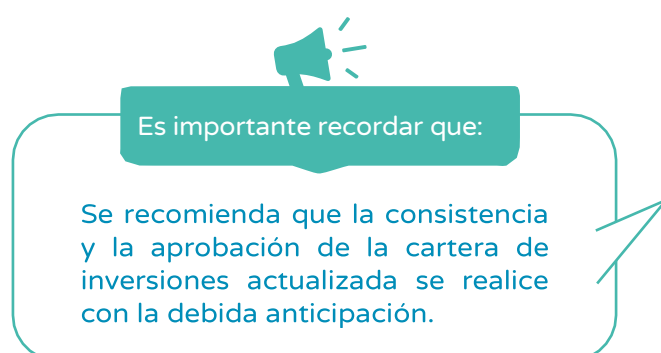 Es importante recordar que:
Se recomienda que la consistencia
y la aprobación de la cartera de
inversiones actualizada se realice
con la debida anticipación.